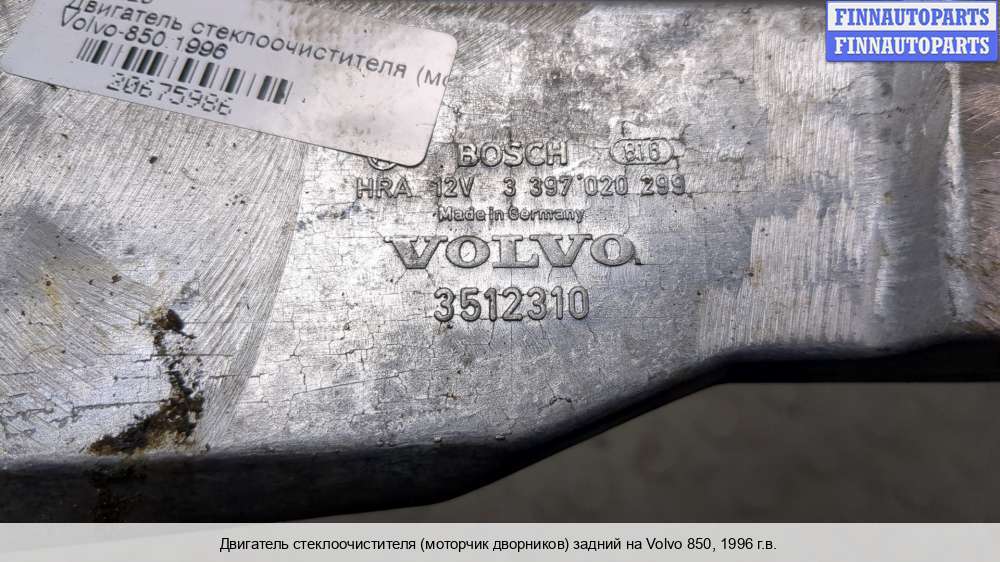 FINNAUTOPARTS
FINNAUTOPARTS
Двигатель стеклоочистителя
Volvo-850.1996
20675986
BOSCH 816
HRA 12V 3 397 020 299
Made in Germany
VOLVO
3512310
Двигатель стеклоочистителя (моторчик дворников) задний на Volvo 850, 1996 г.в.